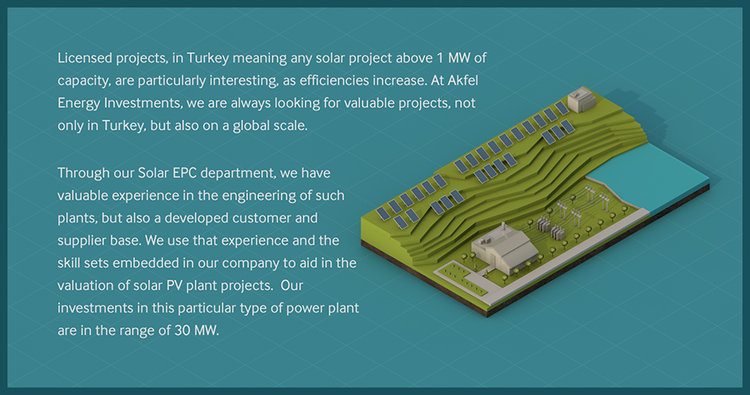 Licensed projects, in Turkey meaning any solar project above 1 MW of
capacity, are particularly interesting, as efficiencies increase. At Akfel
Energy Investments, we are always looking for valuable projects, not
only in Turkey, but also on a global scale.
Through our Solar EPC department, we have
valuable experience in the engineering of such
plants, but also a developed customer and
supplier base. We use that experience and the
skill sets embedded in our company to aid in the
valuation of solar PV plant projects.  Our
investments in this particular type of power plant
are in the range of 30 MW.